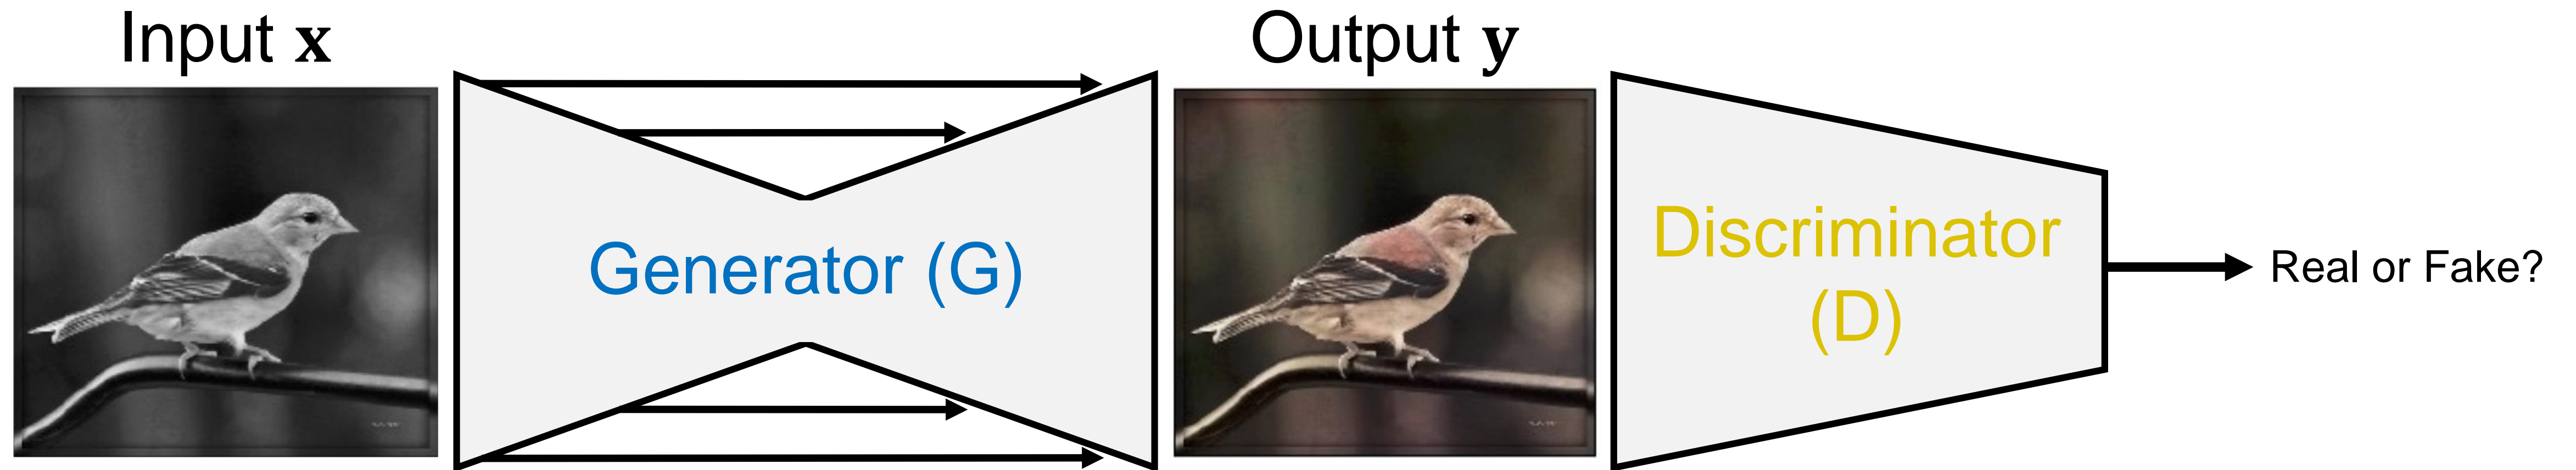 Input x
Output y
Generator (G)
Discriminator
(D)
Real or Fake?